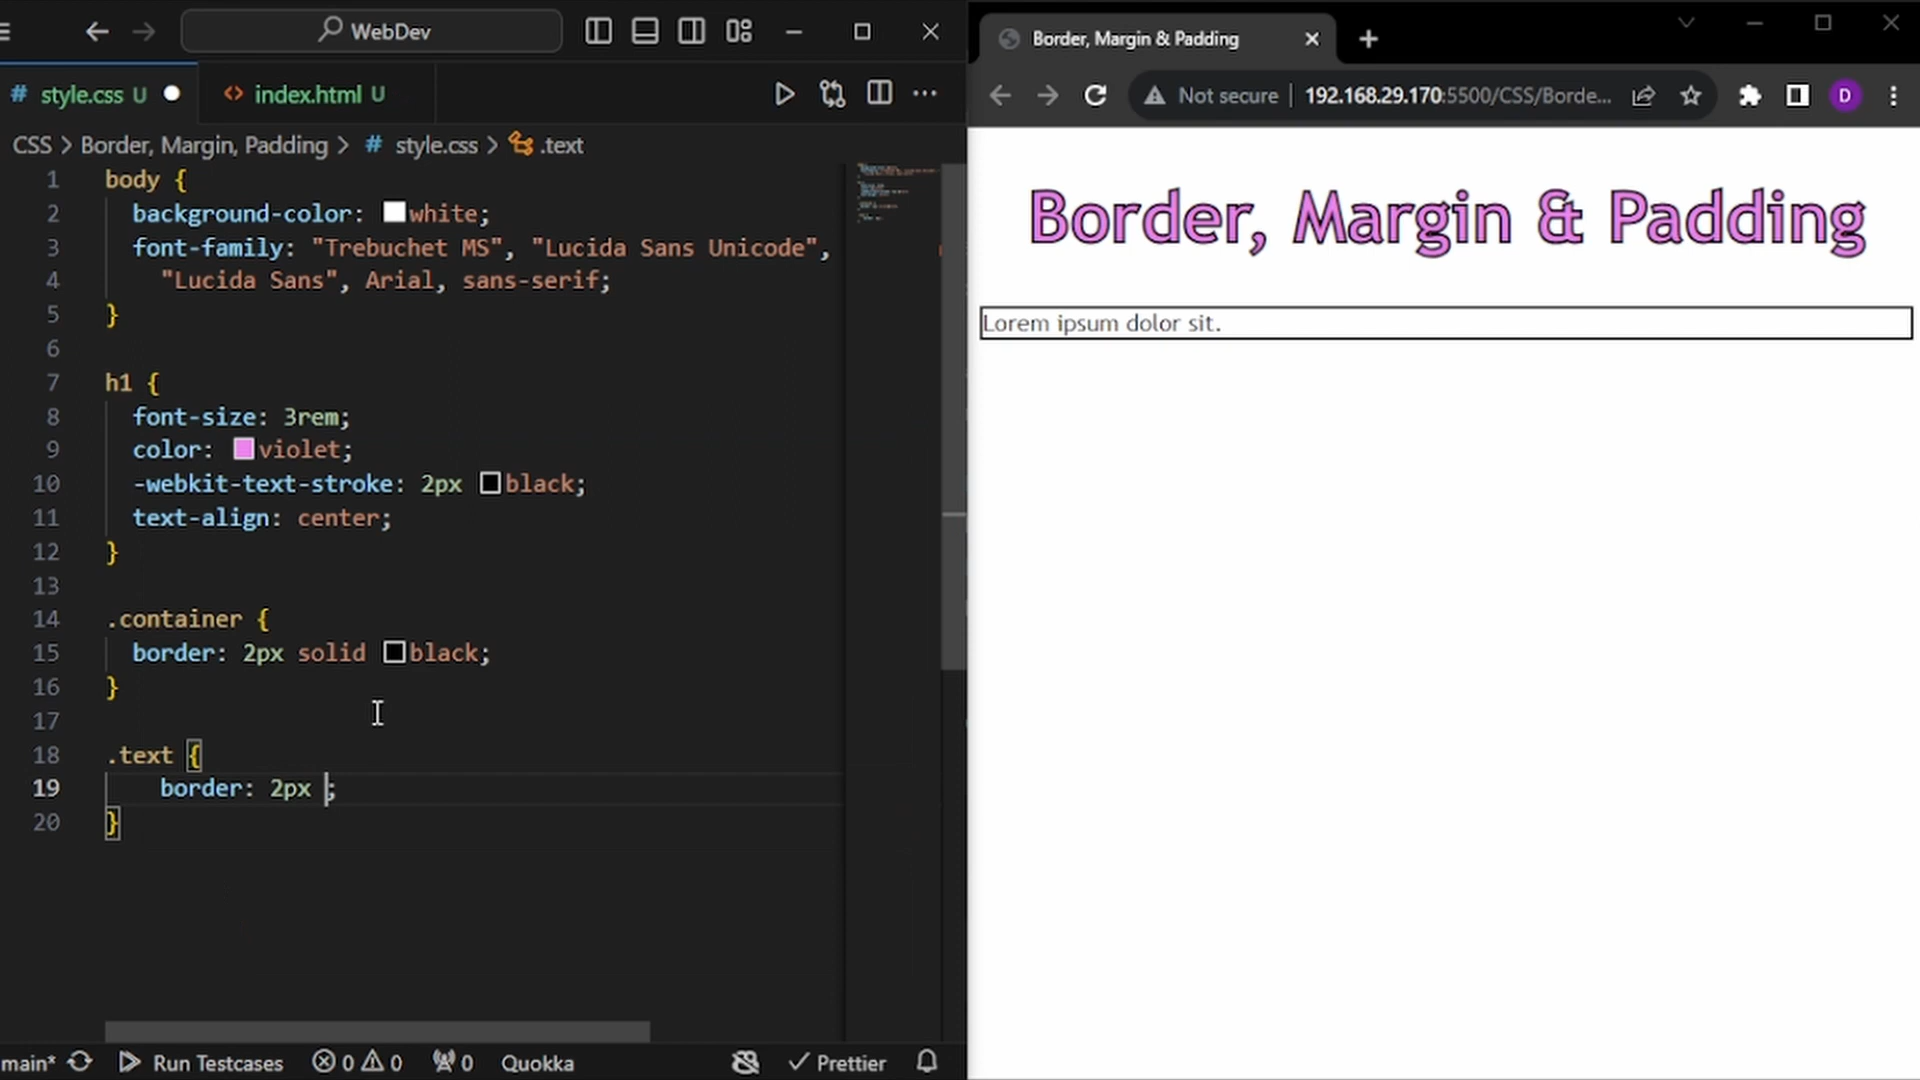 WebDev
# style.css U
<> index.html U
CSS > Border, Margin, Padding > # style.css > .text
1 body {
2 background-color: white;
3 font-family: "Trebuchet MS", "Lucida Sans Unicode",
4 "Lucida Sans", Arial, sans-serif;
5 }
6
7 h1 {
8 font-size: 3rem;
9 color: violet;
10 -webkit-text-stroke: 2px black;
11 text-align: center;
12 }
13
14 .container {
15 border: 2px solid black;
16 }
17
18 .text {
19 border: 2px ;
20 }
main* Run Testcases 0 0 0 Quokka Prettier
Border, Margin & Padding
Not secure | 192.168.29.170:5500/CSS/Borde...
D
Border, Margin & Padding
Lorem ipsum dolor sit.